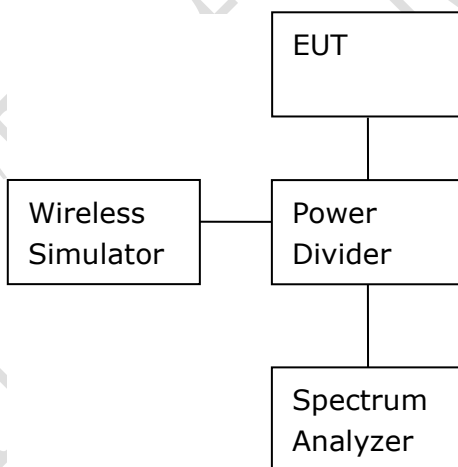 EUT
Wireless
Simulator
Power
Divider
Spectrum
Analyzer